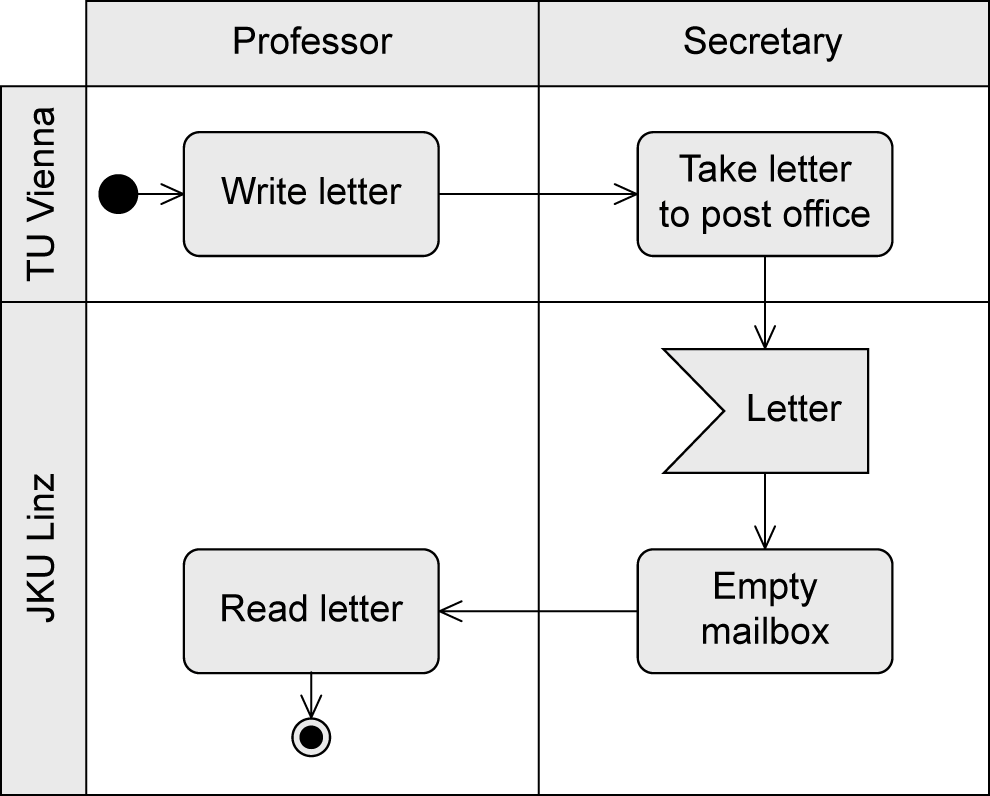 Professor
Secretary
TU Vienna
Write letter
Take letter
to post office
JKU Linz
Letter
Read letter
Empty
mailbox